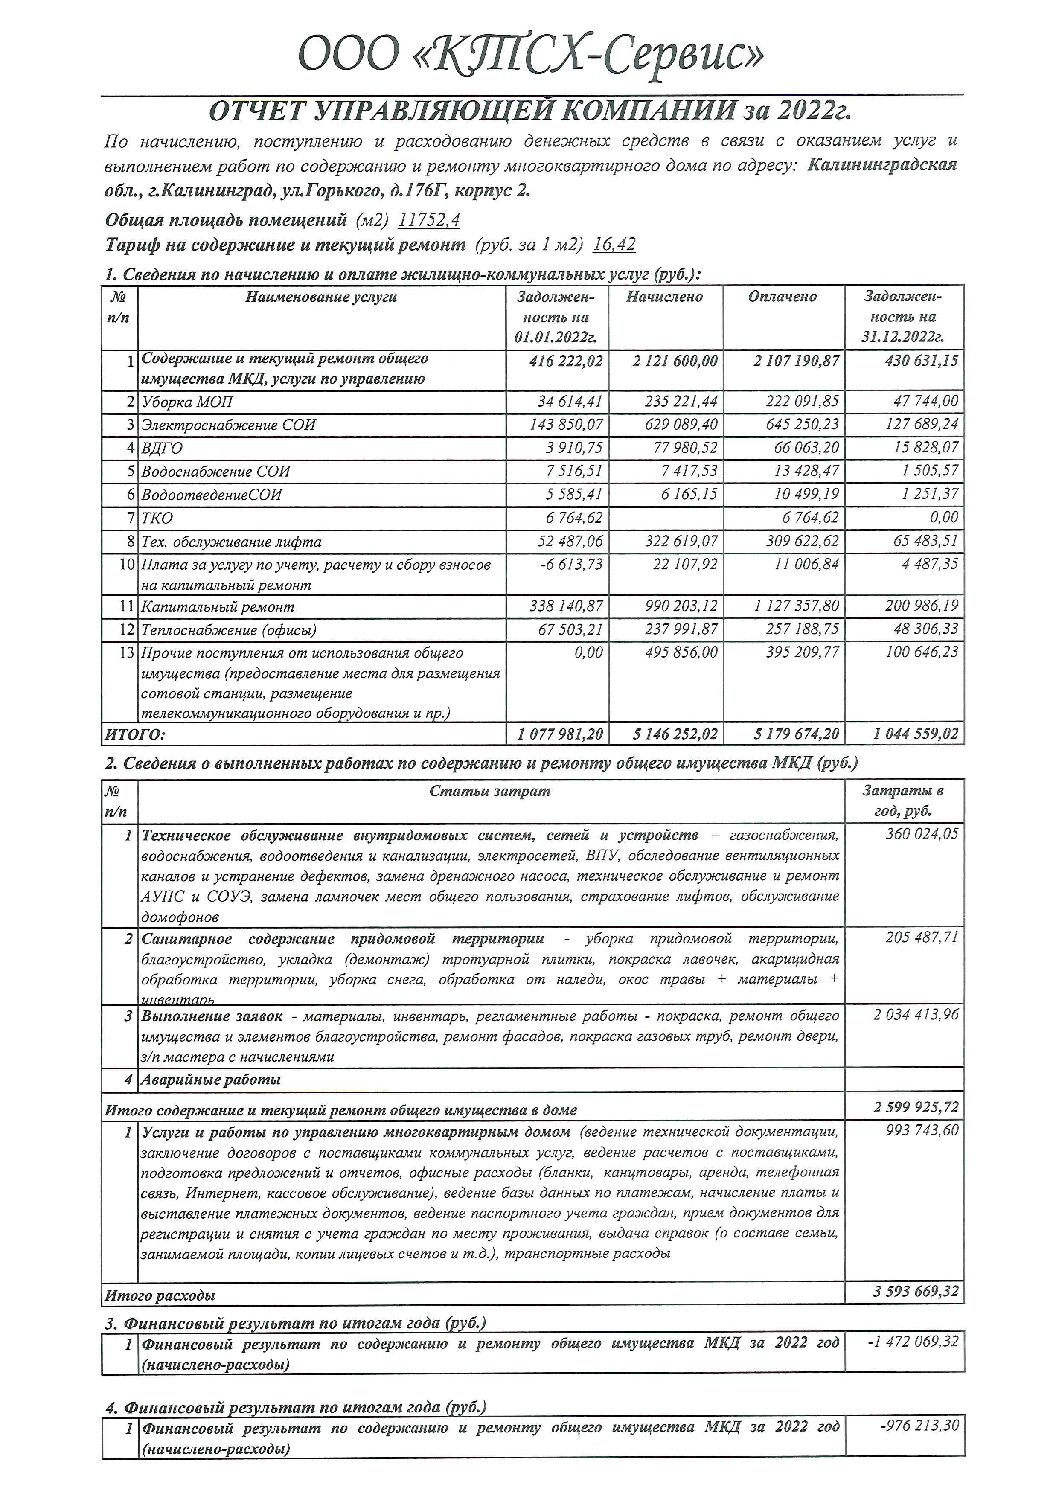 ООО «КТСХ-Сервис»
ОТЧЕТ УПРАВЛЯЮЩЕЙ КОМПАНИИ за 2022г.
По начислению, поступлению и расходованию денежных средств в связи с оказанием услуг и
выполнением работ по содержанию и ремонту многоквартирного дома по адресу: Калининградская
обл., г.Калининград, ул.Горького, д.176Г, корпус 2.
Общая площадь помещений (м2) 11752,4
Тариф на содержание и текущий ремонт (руб. за 1 м2) 16,42
1. Сведения по начислению и оплате жилищно-коммунальных услуг (руб.):
№ Наименование услуги Задолжен- Начислено Оплачено Задолжен-
п/п ность на ность на
01.01.2022г. 31.12.2022г.
1 Содержание и текущий ремонт общего 416 222,02 2 121 600,00 2 107 190,87 430 631,15
имущества МКД, услуги по управлению
2 Уборка МОП 34 614,41 235 221,44 222 091,85 47 744,00
3 Электроснабжение СОИ 143 850,07 629 089,40 645 250,23 127 689,24
4 ВДГО 3 910,75 77 980,52 66 063,20 15 828,07
5 Водоснабжение СОИ 7 516,51 7 417,53 13 428,47 1 505,57
6 ВодоотведениеСОИ 5 585,41 6 165,15 10 499,19 1 251,37
7 ТКО 6 764,62 6 764,62 0,00
8 Тех. обслуживание лифта 52 487,06 322 619,07 309 622,62 65 483,51
10 Плата за услугу по учету, расчету и сбору взносов -6 613,73 22 107,92 11 006,84 4 487,35
на капитальный ремонт
11 Капитальный ремонт 338 140,87 990 203,12 1 127 357,80 200 986,19
12 Теплоснабжение (офисы) 67 503,21 237 991,87 257 188,75 48 306,33
13 Прочие поступления от использования общего 0,00 495 856,00 395 209,77 100 646,23
имущества (предоставление места для размещения
сотовой станции, размещение
телекоммуникационного оборудования и пр.)
ИТОГО: 1 077 981,20 5 146 252,02 5 179 674,20 1 044 559,02
2. Сведения о выполненных работах по содержанию и ремонту общего имущества МКД (руб.)
№ Статьи затрат Затраты в
п/п год, руб.
1 Техническое обслуживание внутридомовых систем, сетей и устройств – газоснабжения, 360 024,05
водоснабжения, водоотведения и канализации, электросетей, ВПУ, обследование вентиляционных
каналов и устранение дефектов, замена дренажного насоса, техническое обслуживание и ремонт
АУПС и СОУЭ, замена лампочек мест общего пользования, страхование лифтов, обслуживание
домофонов
2 Санитарное содержание придомовой территории - уборка придомовой территории, 205 487,71
благоустройство, укладка (демонтаж) тротуарной плитки, покраска лавочек, акарицидная
обработка территории, уборка снега, обработка от наледи, окос травы + материалы +
инвентарь
3 Выполнение заявок - материалы, инвентарь, регламентные работы - покраска, ремонт общего 2 034 413,96
имущества и элементов благоустройства, ремонт фасадов, покраска газовых труб, ремонт двери,
з/п мастера с начислениями
4 Аварийные работы
Итого содержание и текущий ремонт общего имущества в доме 2 599 925,72
1 Услуги и работы по управлению многоквартирным домом (ведение технической документации, 993 743,60
заключение договоров с поставщиками коммунальных услуг, ведение расчетов с поставщиками,
подготовка предложений и отчетов, офисные расходы (бланки, канцтовары, аренда, телефонная
связь, Интернет, кассовое обслуживание), ведение базы данных по платежам, начисление платы и
выставление платежных документов, ведение паспортного учета граждан, прием документов для
регистрации и снятия с учета граждан по месту проживания, выдача справок (о составе семьи,
занимаемой площади, копии лицевых счетов и т.д.), транспортные расходы
Итого расходы 3 593 669,32
3. Финансовый результат по итогам года (руб.)
1 Финансовый результат по содержанию и ремонту общего имущества МКД за 2022 год -1 472 069,32
(начислено-расходы)
4. Финансовый результат по итогам года (руб.)
1 Финансовый результат по содержанию и ремонту общего имущества МКД за 2022 год -976 213,30
(начислено-расходы)